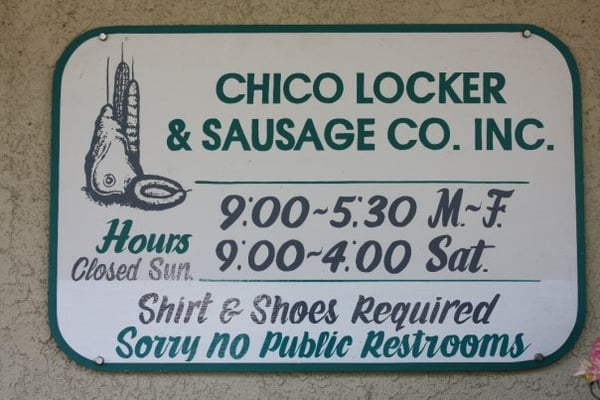 CHICO LOCKER
& SAUSAGE CO. INC.
Hours
9:00~5:30 M.~F.
9:00~4:00 Sat.
Closed Sun.
Shirt & Shoes Required
Sorry no Public Restrooms